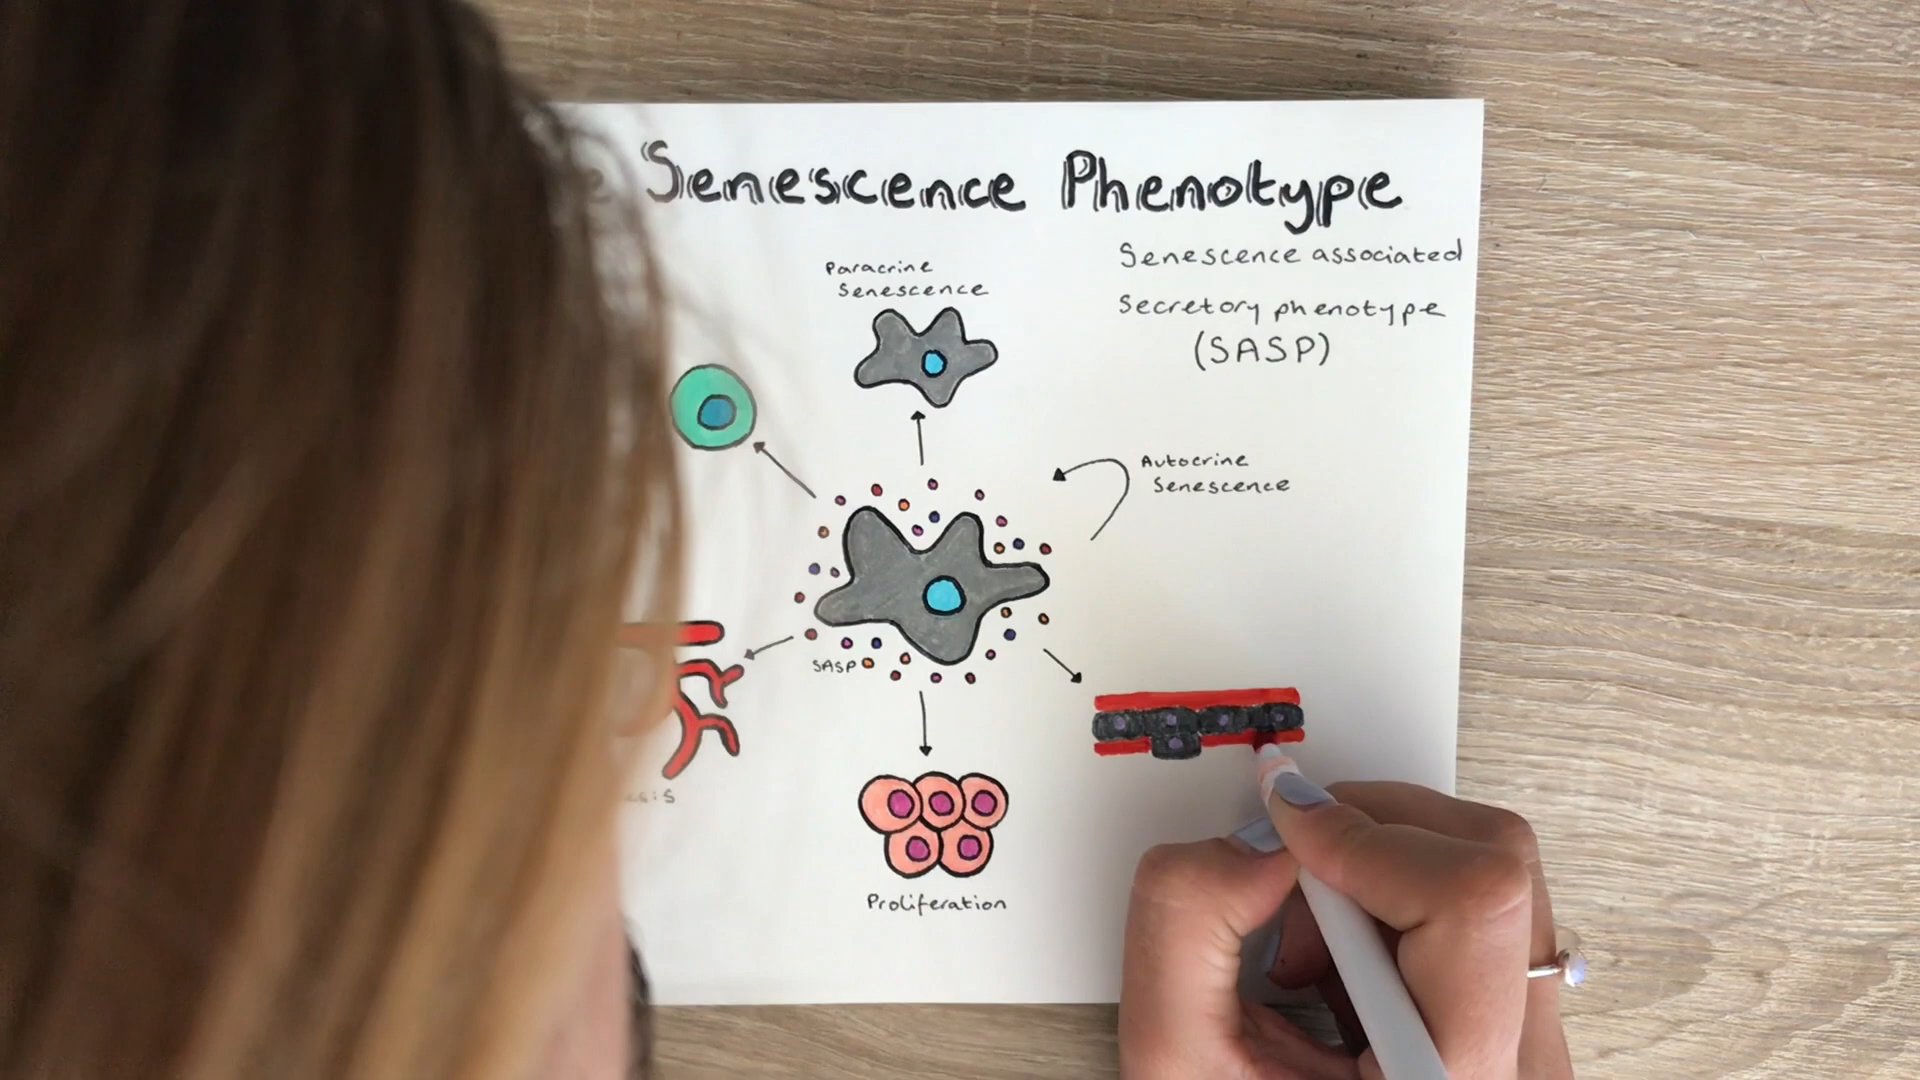 Senescence Phenotype
Senescence associated
Secretory phenotype
(SASP)
Paracrine
Senescence
Autocrine
Senescence
SASP
Proliferation